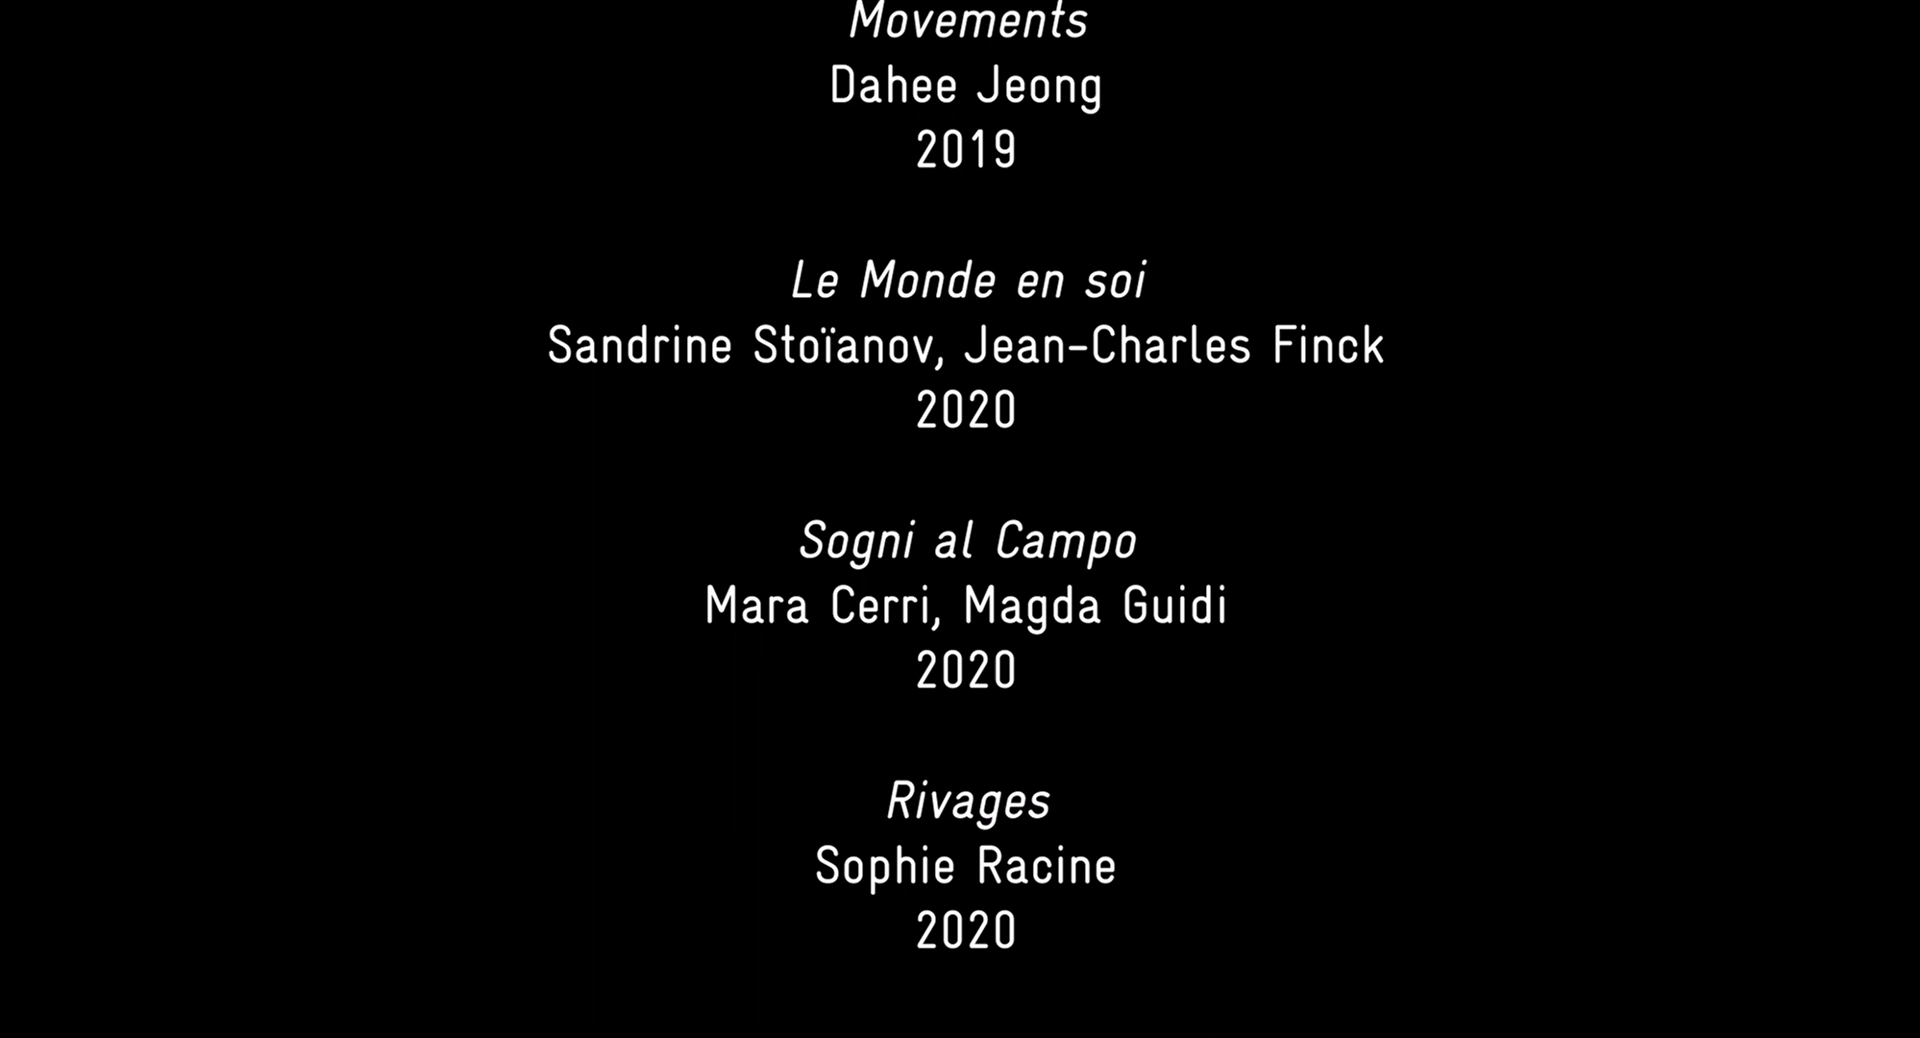 Movements
Dahee Jeong
2019
Le Monde en soi
Sandrine Stoïanov, Jean-Charles Finck
2020
Sogni al Campo
Mara Cerri, Magda Guidi
2020
Rivages
Sophie Racine
2020